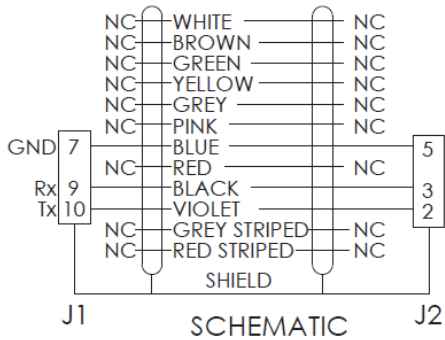 NC WHITE NC
NC BROWN NC
NC GREEN NC
NC YELLOW NC
NC GREY NC
NC PINK NC
GND 7 BLUE 5
NC RED NC
Rx 9 BLACK 3
Tx 10 VIOLET 2
NC GREY STRIPED NC
NC RED STRIPED NC
SHIELD
J1 J2
SCHEMATIC